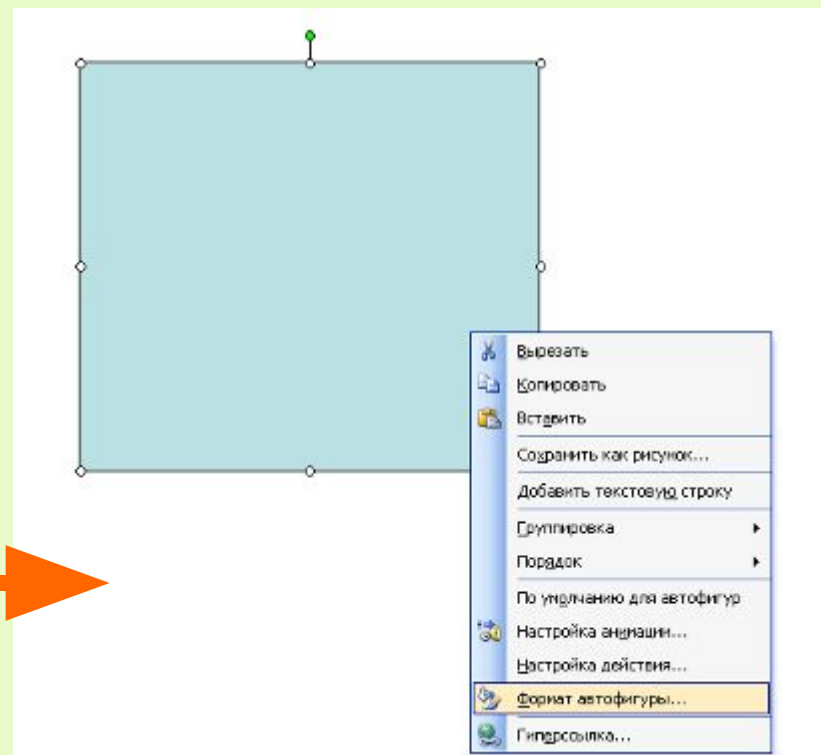 Вырезать
Копировать
Вставить
Сохранить как рисунок...
Добавить текстовую строку
Группировка
Порядок
По умолчанию для автофигур
Настройка анимации...
Настройка действия...
Формат автофигуры...
Гиперссылка...